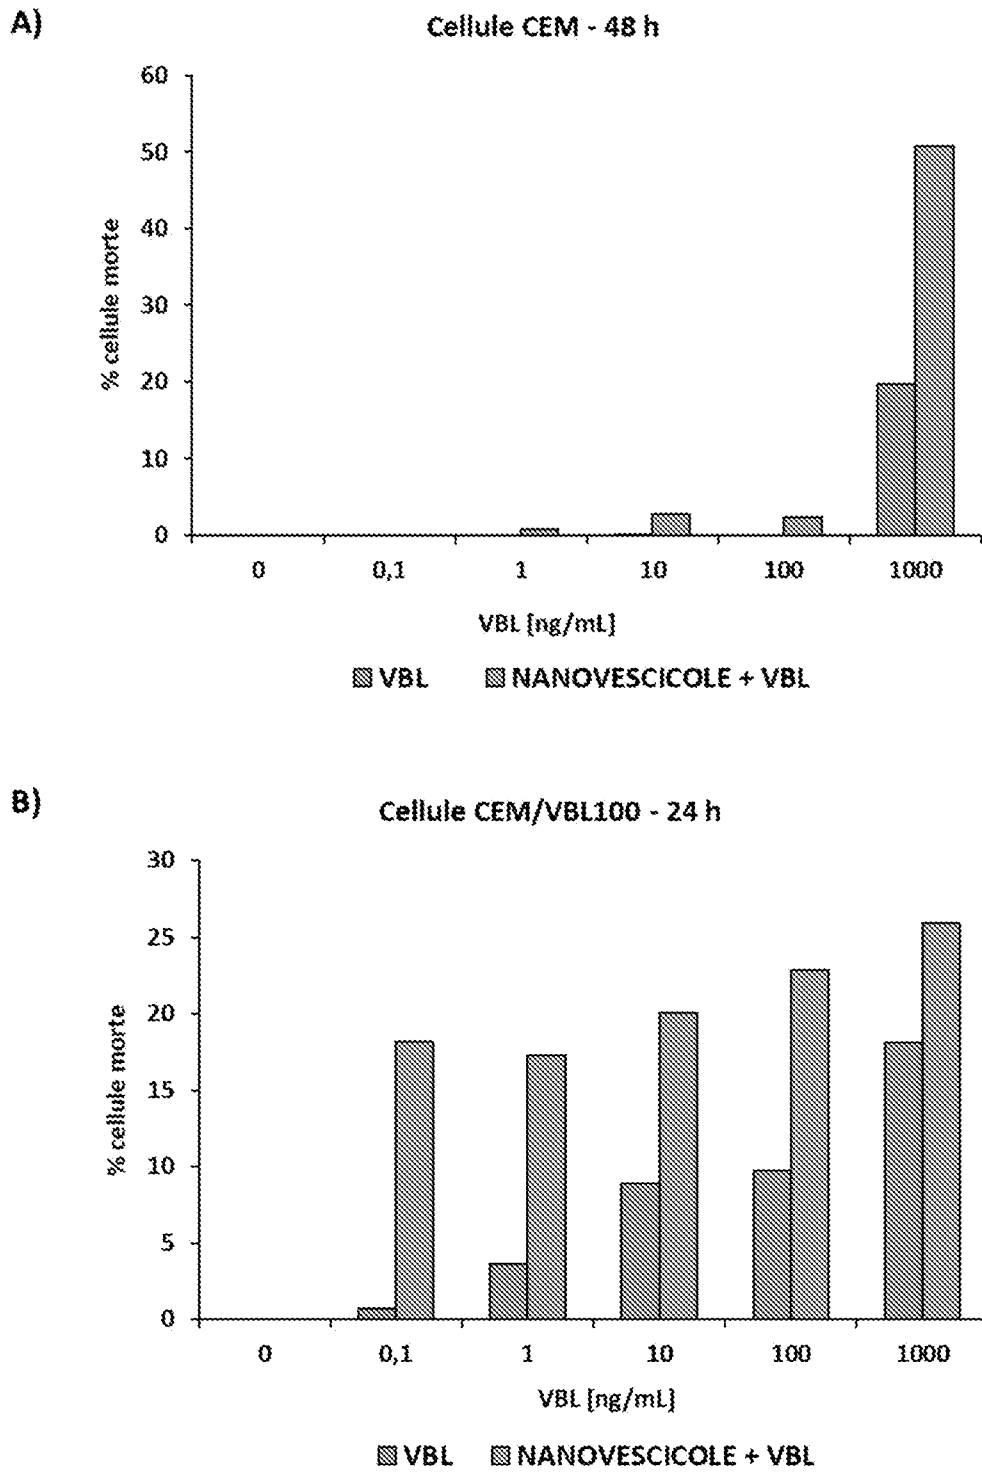 A)
Cellule CEM - 48 h
60
50
40
30
20
10
0
% cellule morte
0 0,1 1 10 100 1000
VBL [ng/mL]
VBL NANOVESCICOLE + VBL
B)
Cellule CEM/VBL100 - 24 h
30
25
20
15
10
5
0
% cellule morte
0 0,1 1 10 100 1000
VBL [ng/mL]
VBL NANOVESCICOLE + VBL